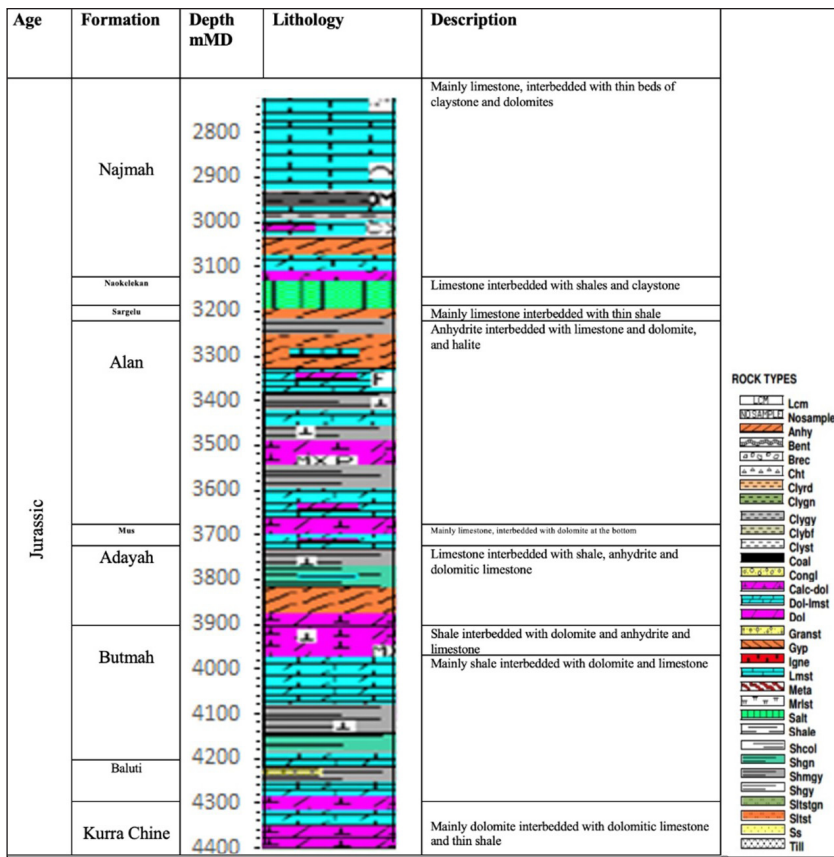 Age Formation Depth Lithology Description
mMD
Mainly limestone, interbedded with thin beds of
claystone and dolomites
2800
Najmah
2900
3000
3100
Naokelekan Limestone interbedded with shales and claystone
3200
Sargelu Mainly limestone interbedded with thin shale
Anhydrite interbedded with limestone and dolomite,
and halite
3300
Alan
F
3400
3500
3600
Jurassic
Mus 3700 Mainly limestone, interbedded with dolomite at the bottom
Adayah Limestone interbedded with shale, anhydrite and
dolomitic limestone
3800
3900
Shale interbedded with dolomite and anhydrite and
limestone
Butmah
4000 Mainly shale interbedded with dolomite and limestone
4100
4200
Baluti
4300
Kurra Chine Mainly dolomite interbedded with dolomitic limestone
and thin shale
4400
ROCK TYPES
LCM Lcm
NOSAMPLE Nosample
Anhy
Bent
Brec
Cht
Clyrd
Clygn
Clygy
Clybf
Clyst
Coal
Congl
Calc-dol
Dol-lmst
Dol
Granst
Gyp
Igne
Lmst
Meta
Mrlst
Salt
Shale
Shcol
Shgn
Shmgy
Shgy
Sltstgn
Sltst
Ss
Till